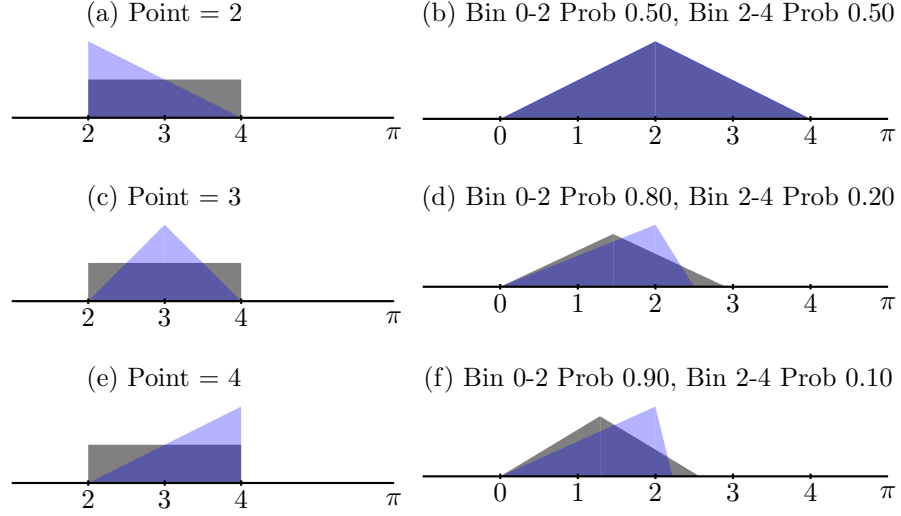 (a) Point = 2
2 3 4 π
(b) Bin 0-2 Prob 0.50, Bin 2-4 Prob 0.50
0 1 2 3 4 π
(c) Point = 3
2 3 4 π
(d) Bin 0-2 Prob 0.80, Bin 2-4 Prob 0.20
0 1 2 3 4 π
(e) Point = 4
2 3 4 π
(f) Bin 0-2 Prob 0.90, Bin 2-4 Prob 0.10
0 1 2 3 4 π